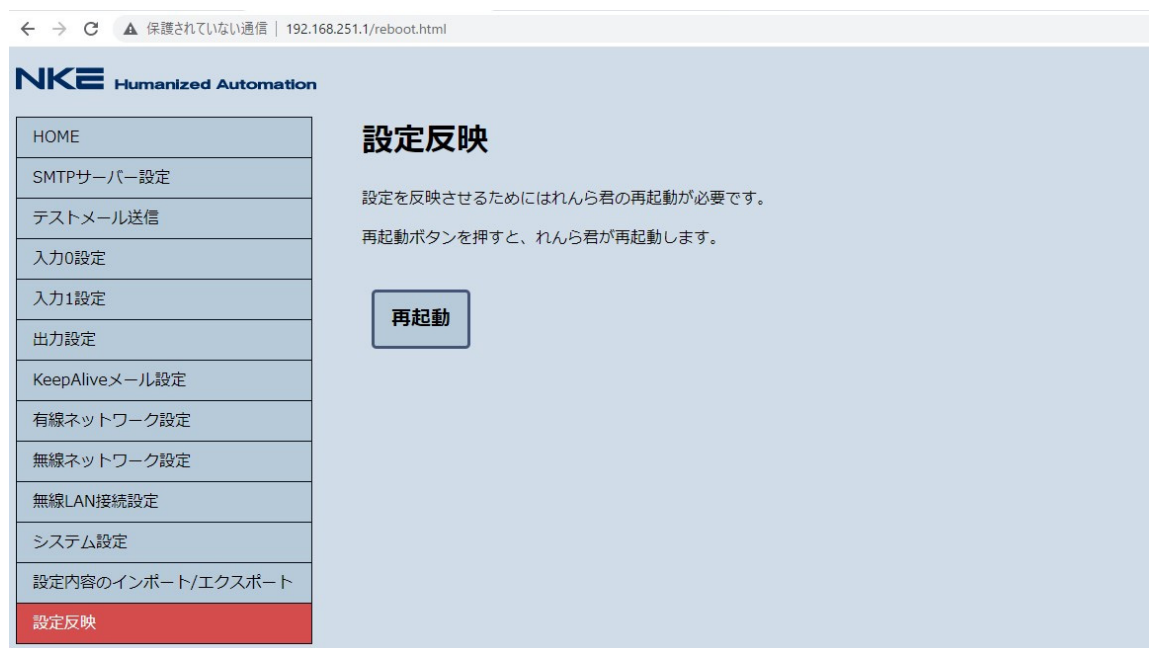 保護されていない通信 | 192.168.251.1/reboot.html
NKE Humanized Automation
HOME
SMTPサーバー設定
テストメール送信
入力0設定
入力1設定
出力設定
KeepAliveメール設定
有線ネットワーク設定
無線ネットワーク設定
無線LAN接続設定
システム設定
設定内容のインポート/エクスポート
設定反映
設定反映
設定を反映させるためにはれんら君の再起動が必要です。
再起動ボタンを押すと、れんら君が再起動します。
再起動